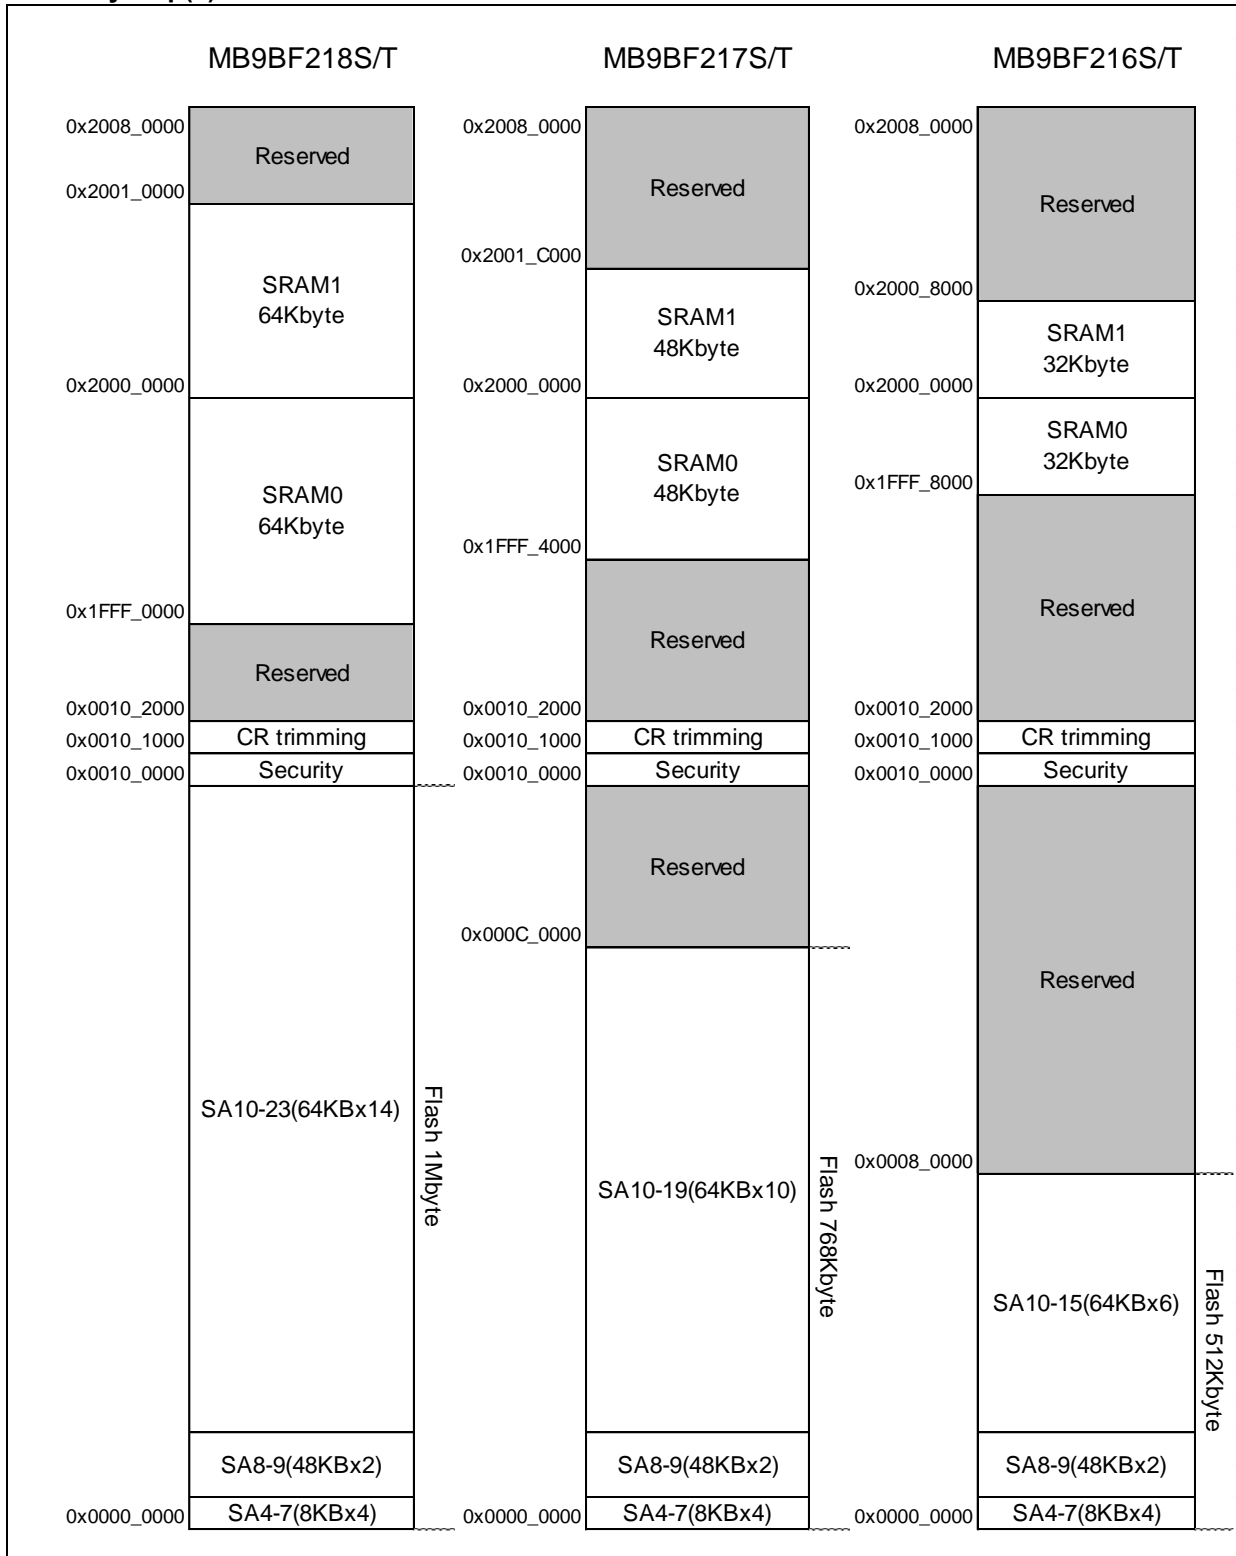 MB9BF218S/T
0x2008_0000
Reserved
0x2001_0000
SRAM1
64Kbyte
0x2000_0000
SRAM0
64Kbyte
0x1FFF_0000
Reserved
0x0010_2000
CR trimming
0x0010_1000
Security
0x0010_0000
SA10-23(64KBx14)
Flash 1Mbyte
SA8-9(48KBx2)
SA4-7(8KBx4)
0x0000_0000
MB9BF217S/T
0x2008_0000
Reserved
0x2001_C000
SRAM1
48Kbyte
0x2000_0000
SRAM0
48Kbyte
0x1FFF_4000
Reserved
0x0010_2000
CR trimming
0x0010_1000
Security
0x0010_0000
Reserved
0x000C_0000
SA10-19(64KBx10)
Flash 768Kbyte
SA8-9(48KBx2)
SA4-7(8KBx4)
0x0000_0000
MB9BF216S/T
0x2008_0000
Reserved
0x2000_8000
SRAM1
32Kbyte
0x2000_0000
SRAM0
32Kbyte
0x1FFF_8000
Reserved
0x0010_2000
CR trimming
0x0010_1000
Security
0x0010_0000
Reserved
0x0008_0000
SA10-15(64KBx6)
Flash 512Kbyte
SA8-9(48KBx2)
SA4-7(8KBx4)
0x0000_0000